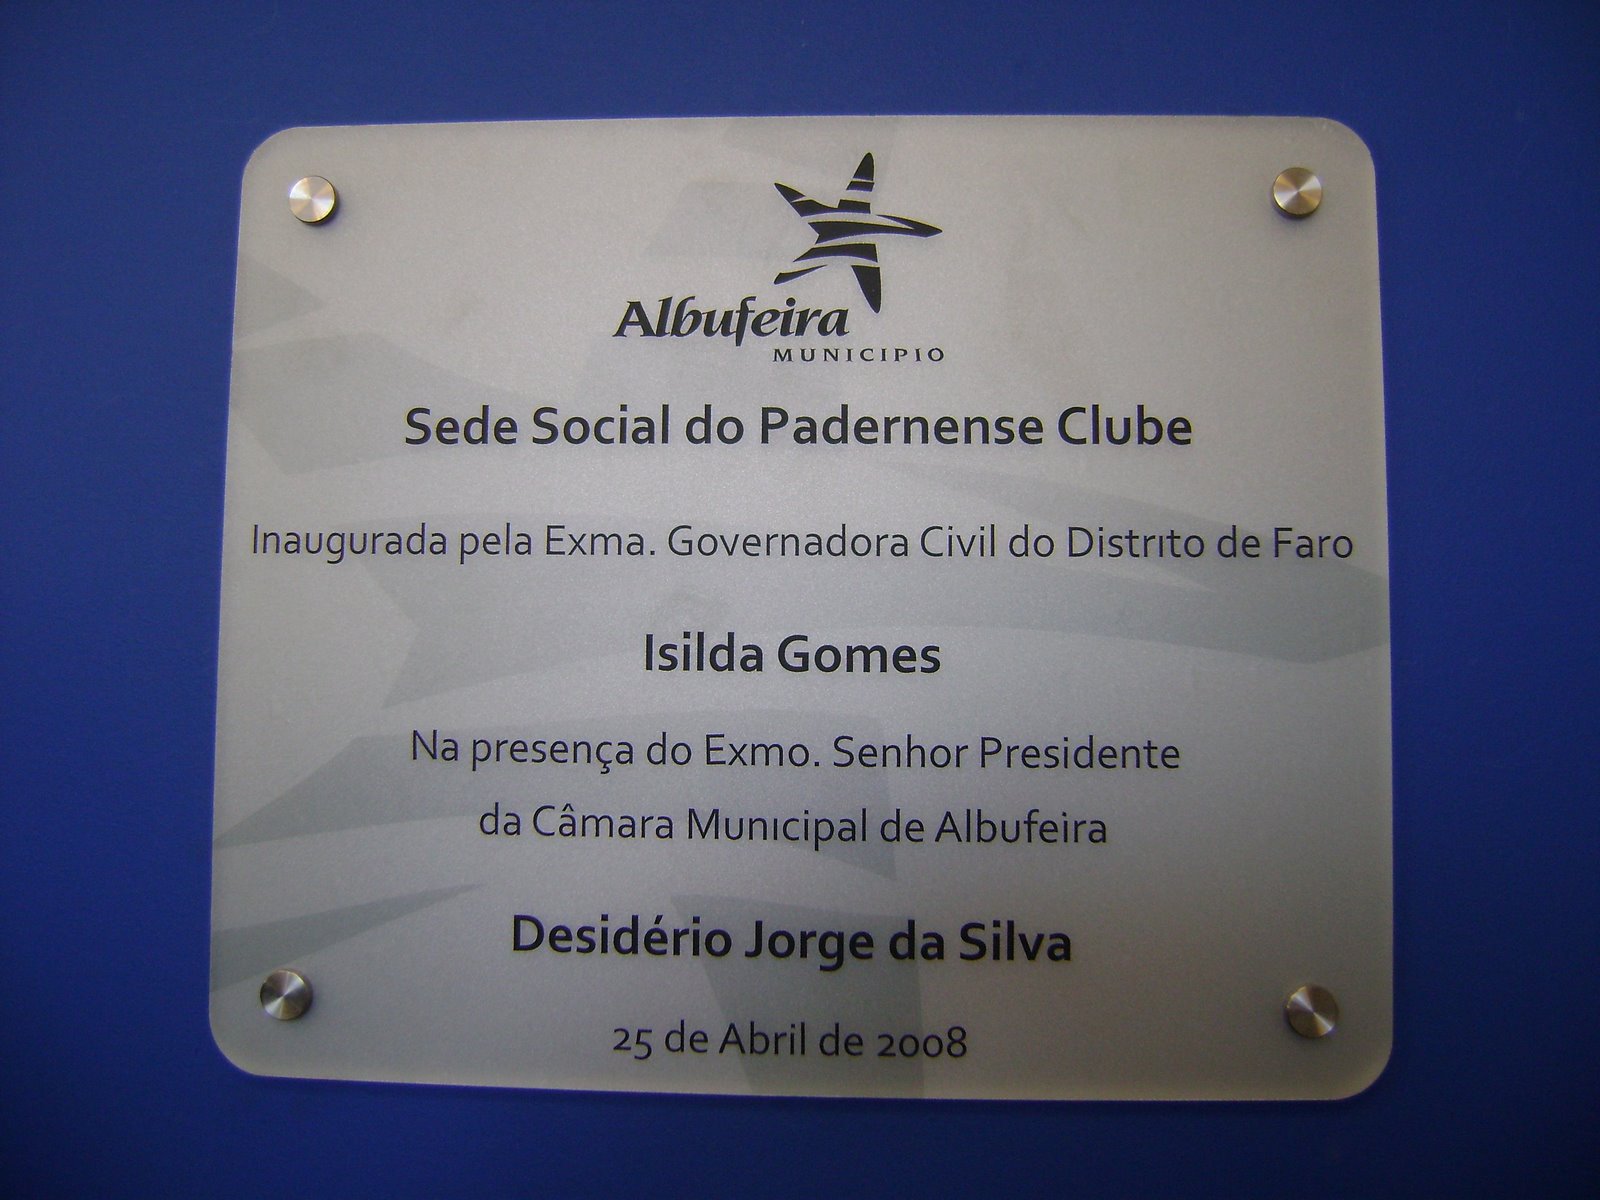 Albufeira
MUNICIPIO
Sede Social do Padernense Clube
Inaugurada pela Exma. Governadora Civil do Distrito de Faro
Isilda Gomes
Na presença do Exmo. Senhor Presidente
da Câmara Municipal de Albufeira
Desidério Jorge da Silva
25 de Abril de 2008